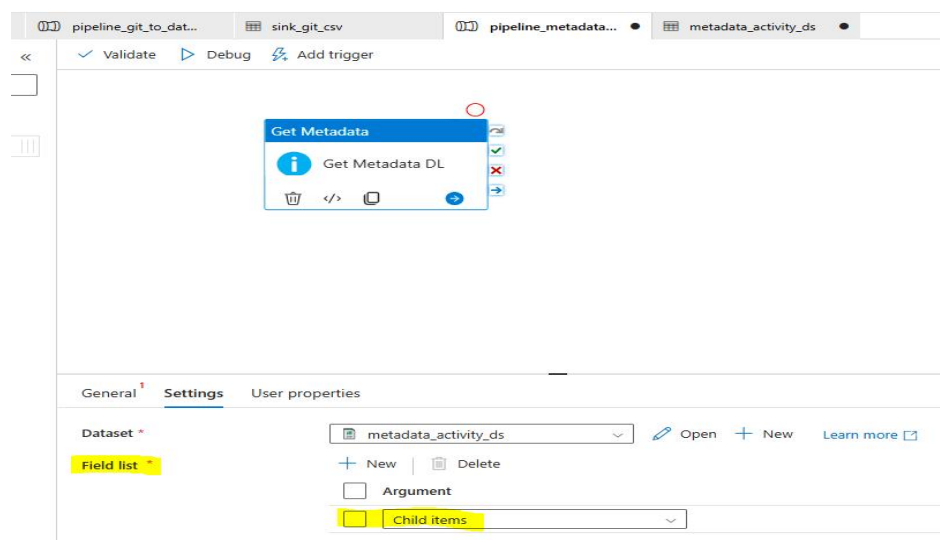 pipeline_git_to_dat... sink_git_csv pipeline_metadata... metadata_activity_ds
« Validate Debug Add trigger
Get Metadata
Get Metadata DL
General 1 Settings User properties
Dataset * metadata_activity_ds Open + New Learn more
Field list * + New Delete
Argument
Child items